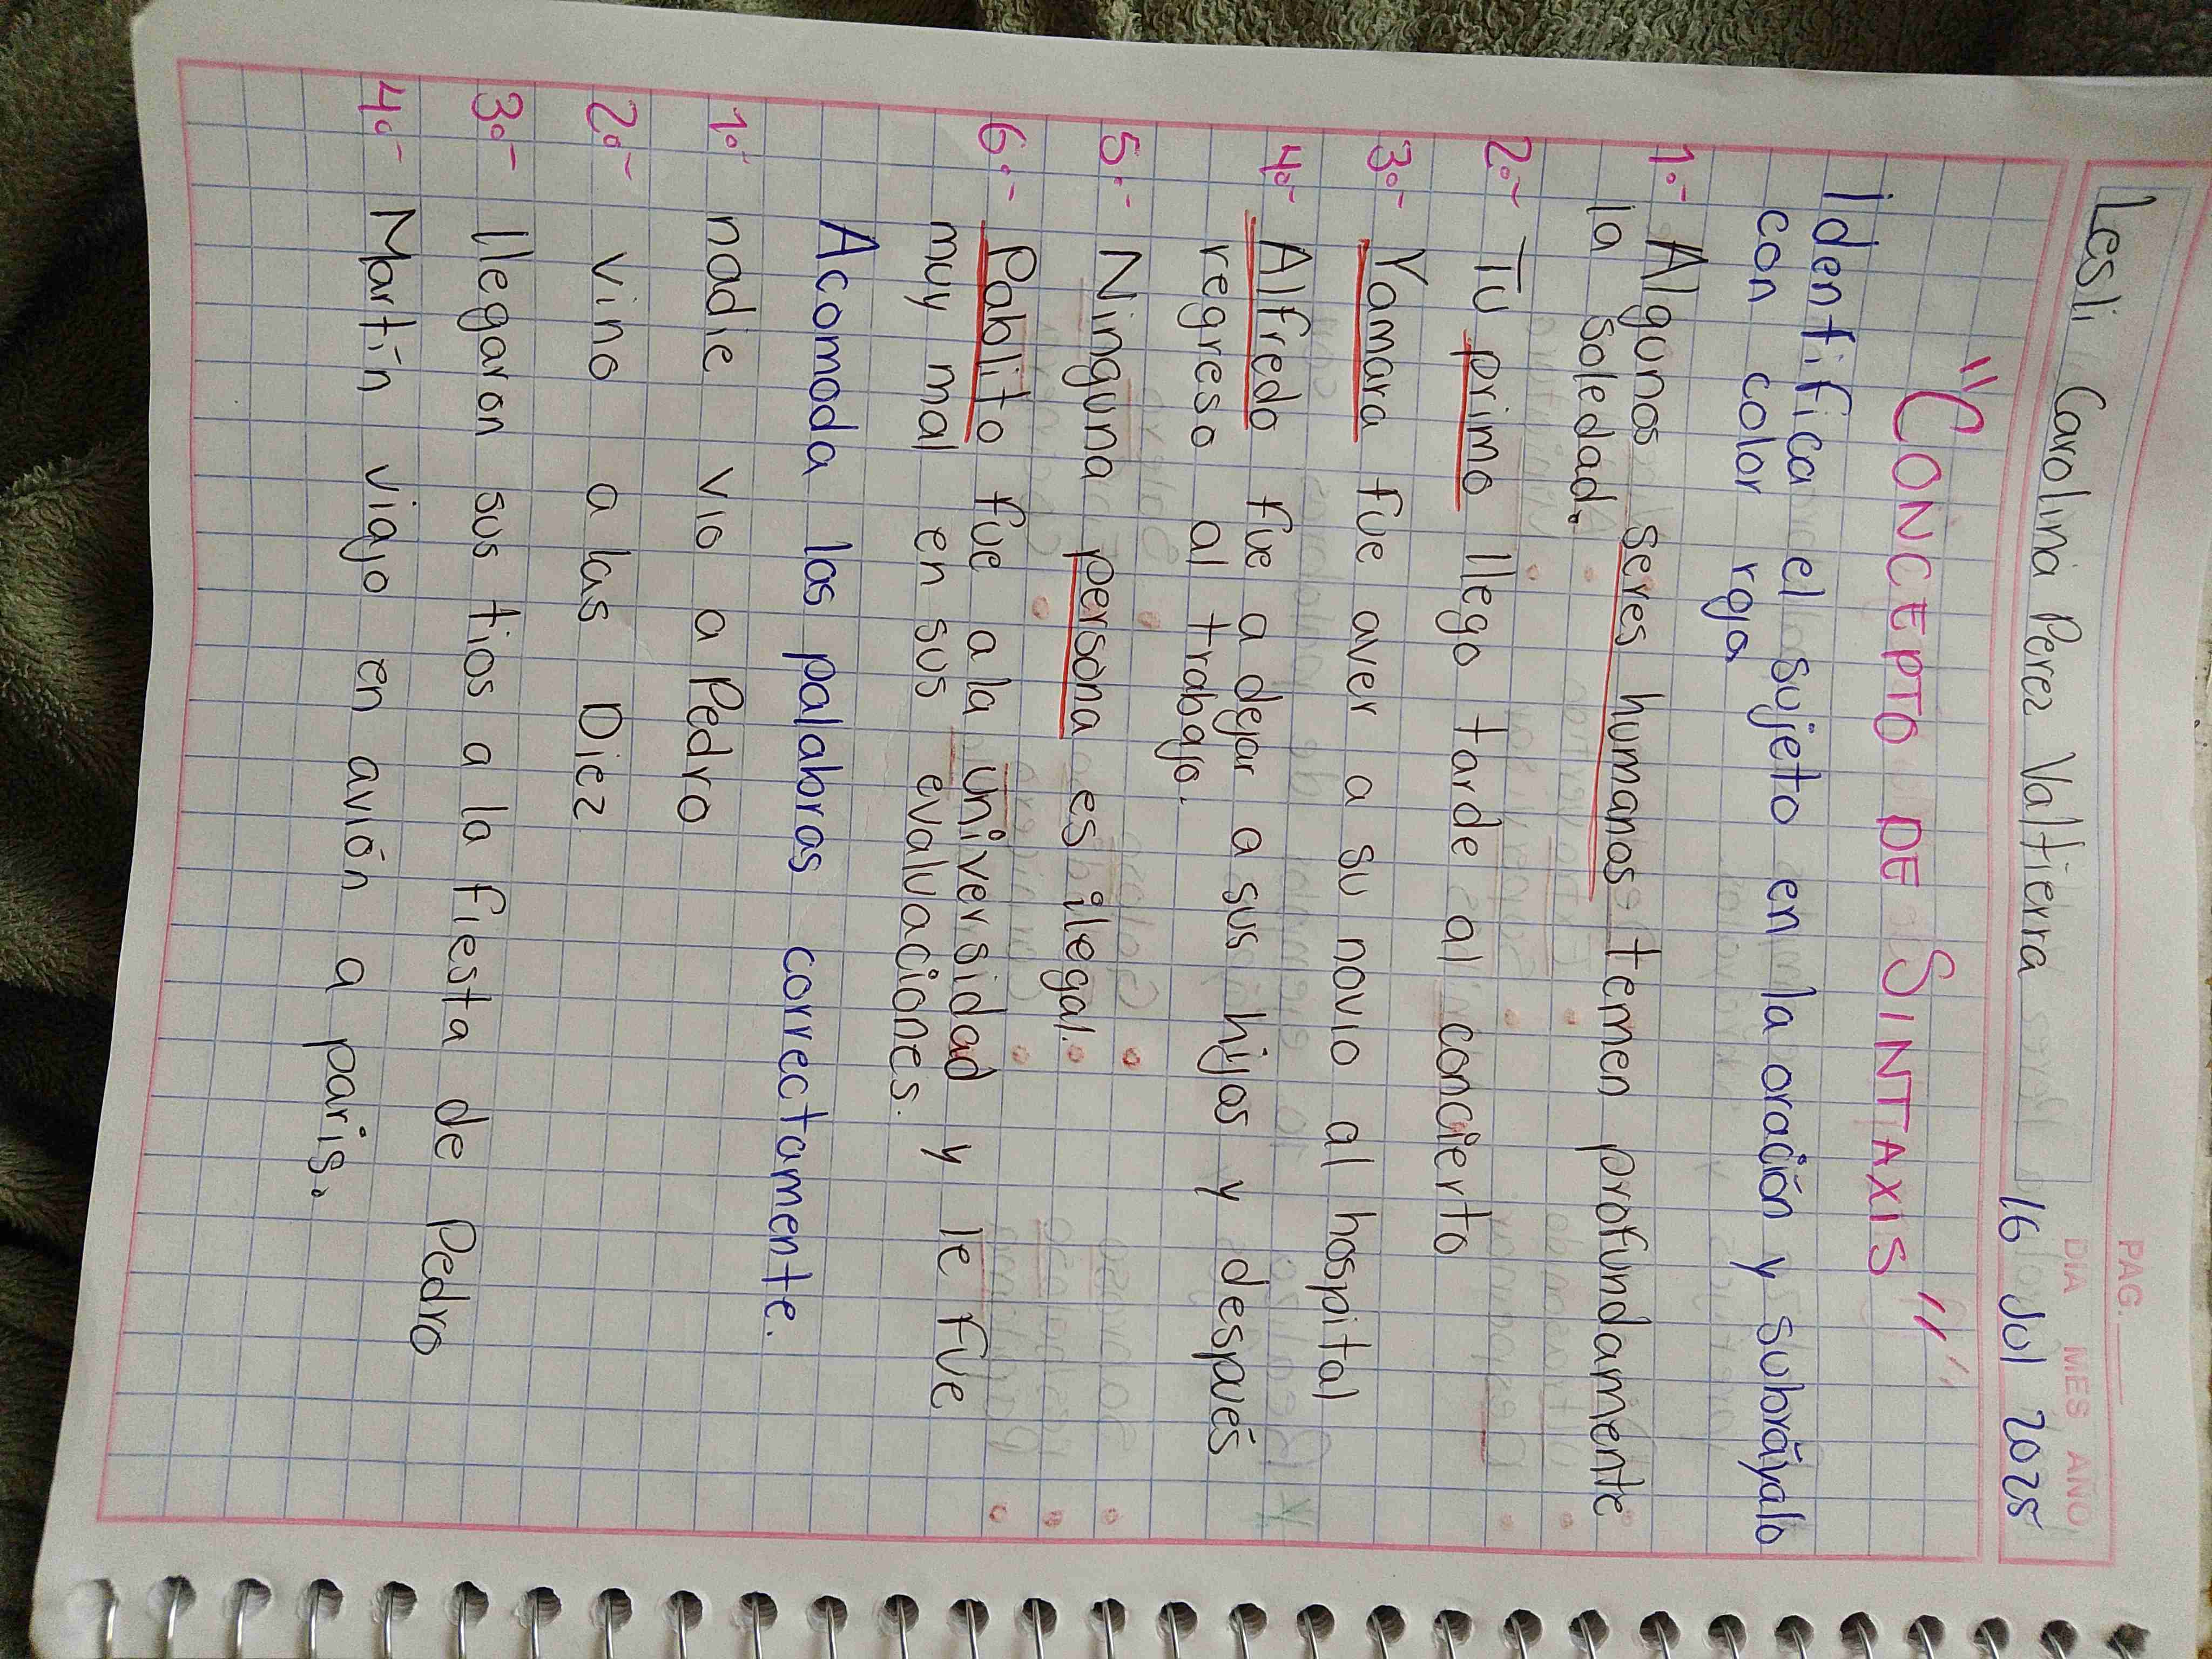 PAG.
DIA MES AÑO
Lesli Carolina Perez Valtierra 16 Jul 2025
"CONCEPTO DE SINTAXIS"
Identifica el sujeto en la oración y subráyalo
con color rojo
1.- Algunos seres humanos temen profundamente
la soledad.
2.- Tu primo llego tarde al concierto
3.- Yamara fue aver a su novio al hospital
4.- Alfredo fue a dejar a sus hijos y después
regreso al trabajo.
5.- Ninguna persona es ilegal.
6.- Pablito fue a la universidad y le fue
muy mal en sus evaluaciones.
Acomoda las palabras correctamente.
1.- nadie vio a Pedro
2.- vino a las Diez
3.- llegaron sus tios a la fiesta de Pedro
4.- Martín viajo en avión a paris.